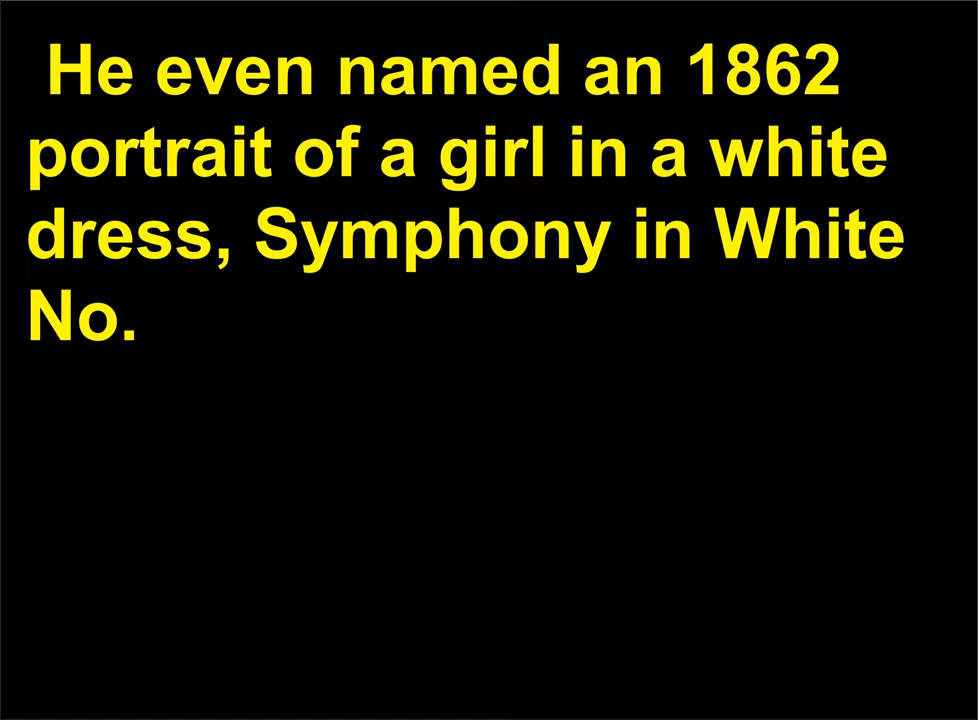 He even named an 1862
portrait of a girl in a white
dress, Symphony in White
No.